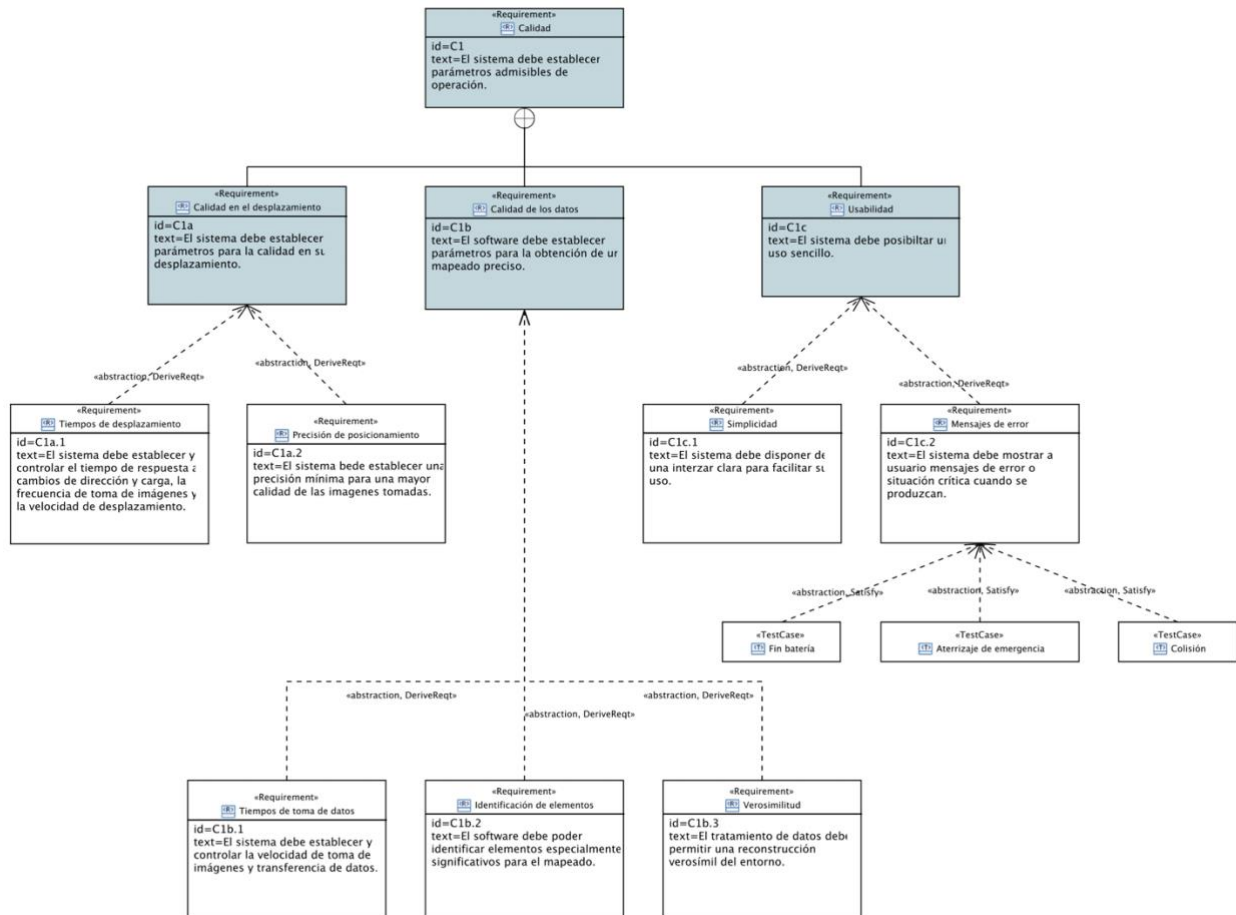 «Requirement»
«R» Calidad
id=C1
text=El sistema debe establecer
parámetros admisibles de
operación.
«Requirement»
«R» Calidad en el desplazamiento
id=C1a
text=El sistema debe establecer
parámetros para la calidad en su
desplazamiento.
«Requirement»
«R» Calidad de los datos
id=C1b
text=El software debe establecer
parámetros para la obtención de un
mapeado preciso.
«Requirement»
«R» Usabilidad
id=C1c
text=El sistema debe posibiltar un
uso sencillo.
«abstraction, DeriveReqt»
«abstraction, DeriveReqt»
«abstraction, DeriveReqt»
«abstraction, DeriveReqt»
«Requirement»
«R» Tiempos de desplazamiento
id=C1a.1
text=El sistema debe establecer y
controlar el tiempo de respuesta a
cambios de dirección y carga, la
frecuencia de toma de imágenes y
la velocidad de desplazamiento.
«Requirement»
«R» Precisión de posicionamiento
id=C1a.2
text=El sistema bede establecer una
precisión mínima para una mayor
calidad de las imagenes tomadas.
«Requirement»
«R» Simplicidad
id=C1c.1
text=El sistema debe disponer de
una interzar clara para facilitar su
uso.
«Requirement»
«R» Mensajes de error
id=C1c.2
text=El sistema debe mostrar a
usuario mensajes de error o
situación crítica cuando se
produzcan.
«abstraction, Satisfy»
«abstraction, Satisfy»
«abstraction, Satisfy»
«TestCase»
«T» Fin batería
«TestCase»
«T» Aterrizaje de emergencia
«TestCase»
«T» Colisión
«abstraction, DeriveReqt»
«abstraction, DeriveReqt»
«abstraction, DeriveReqt»
«Requirement»
«R» Tiempos de toma de datos
id=C1b.1
text=El sistema debe establecer y
controlar la velocidad de toma de
imágenes y transferencia de datos.
«Requirement»
«R» Identificación de elementos
id=C1b.2
text=El software debe poder
identificar elementos especialmente
significativos para el mapeado.
«Requirement»
«R» Verosimilitud
id=C1b.3
text=El tratamiento de datos debe
permitir una reconstrucción
verosímil del entorno.